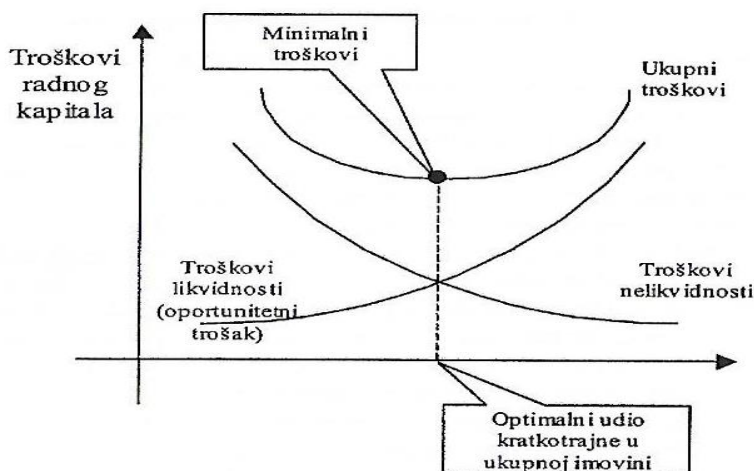 Troškovi
radnog
kapitala
Minimalni
troškovi
Ukupni
troškovi
Troškovi
likvidnosti
(oportunitetni
trošak)
Troškovi
nelikvidnosti
Optimalni udio
kratkotrajne u
ukupnoj imovini